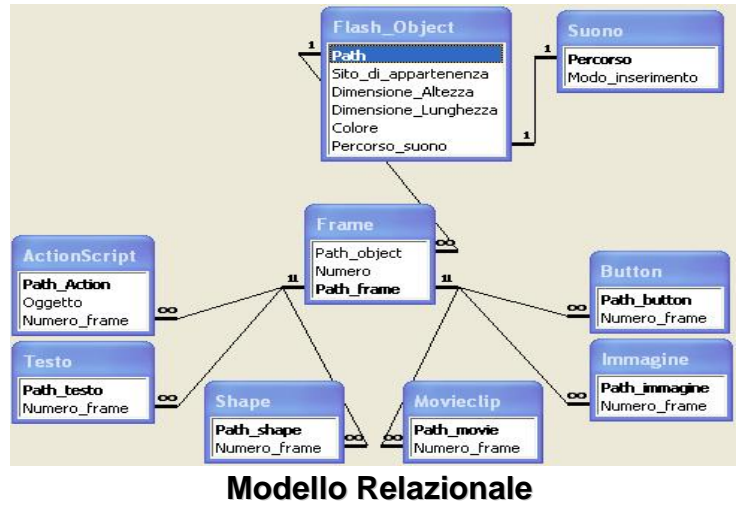 Flash_Object
Path
Sito_di_appartenenza
Dimensione_Altezza
Dimensione_Lunghezza
Colore
Percorso_suono
1
1
1
Suono
Percorso
Modo_inserimento
Frame
Path_object
Numero
Path_frame
∞
11
11
ActionScript
Path_Action
Oggetto
Numero_frame
∞
Button
Path_button
Numero_frame
∞
Testo
Path_testo
Numero_frame
∞
Immagine
Path_immagine
Numero_frame
∞
Shape
Path_shape
Numero_frame
∞
Movieclip
Path_movie
Numero_frame
∞
Modello Relazionale